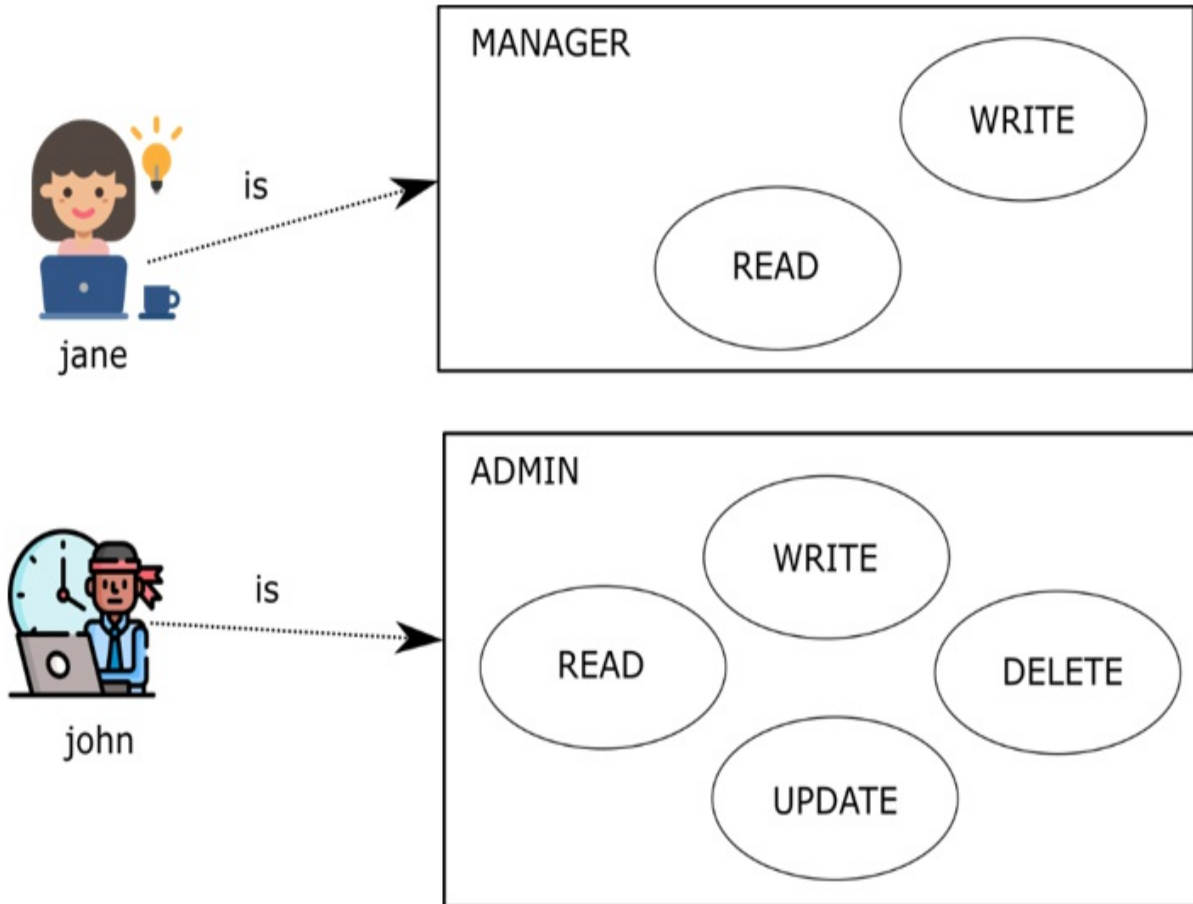 MANAGER
WRITE
is
READ
jane
ADMIN
WRITE
is
READ
DELETE
john
UPDATE